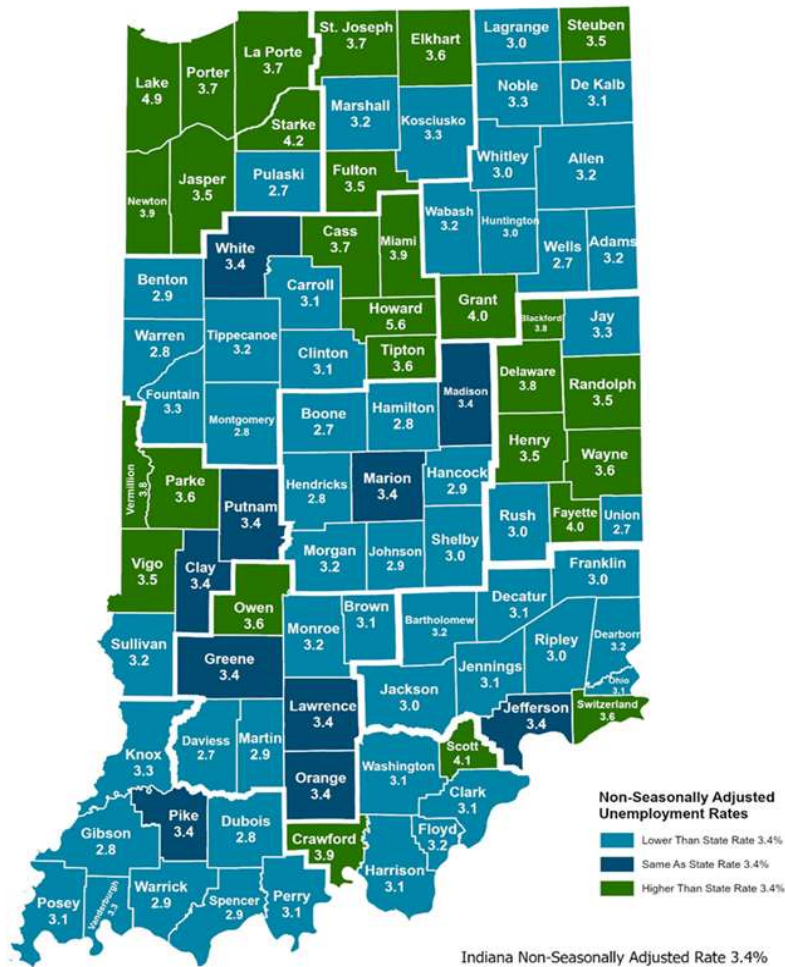 St. Joseph
3.7
Elkhart
3.6
Lagrange
3.0
Steuben
3.5
La Porte
3.7
Porter
3.7
Lake
4.9
Noble
3.3
De Kalb
3.1
Marshall
3.2
Kosciusko
3.3
Starke
4.2
Whitley
3.0
Allen
3.2
Pulaski
2.7
Fulton
3.5
Jasper
3.5
Newton
3.9
Wabash
3.2
Huntington
3.0
Wells
2.7
Adams
3.2
White
3.4
Cass
3.7
Miami
3.9
Benton
2.9
Carroll
3.1
Howard
5.6
Grant
4.0
Blackford
3.8
Jay
3.3
Warren
2.8
Tippecanoe
3.2
Clinton
3.1
Tipton
3.6
Madison
3.4
Delaware
3.8
Randolph
3.5
Fountain
3.3
Montgomery
2.8
Boone
2.7
Hamilton
2.8
Henry
3.5
Wayne
3.6
Vermillion
3.8
Parke
3.6
Putnam
3.4
Hendricks
2.8
Marion
3.4
Hancock
2.9
Rush
3.0
Fayette
4.0
Union
2.7
Vigo
3.5
Clay
3.4
Morgan
3.2
Johnson
2.9
Shelby
3.0
Franklin
3.0
Owen
3.6
Decatur
3.1
Sullivan
3.2
Greene
3.4
Monroe
3.2
Brown
3.1
Bartholomew
3.2
Ripley
3.0
Dearborn
3.2
Jennings
3.1
Ohio
3.1
Jackson
3.0
Lawrence
3.4
Jefferson
3.4
Switzerland
3.6
Knox
3.3
Daviess
2.7
Martin
2.9
Scott
4.1
Washington
3.1
Orange
3.4
Clark
3.1
Pike
3.4
Dubois
2.8
Gibson
2.8
Crawford
3.9
Floyd
3.2
Harrison
3.1
Posey
3.1
Vanderburgh
3.3
Warrick
2.9
Spencer
2.9
Perry
3.1
Non-Seasonally Adjusted
Unemployment Rates
Lower Than State Rate 3.4%
Same As State Rate 3.4%
Higher Than State Rate 3.4%
Indiana Non-Seasonally Adjusted Rate 3.4%